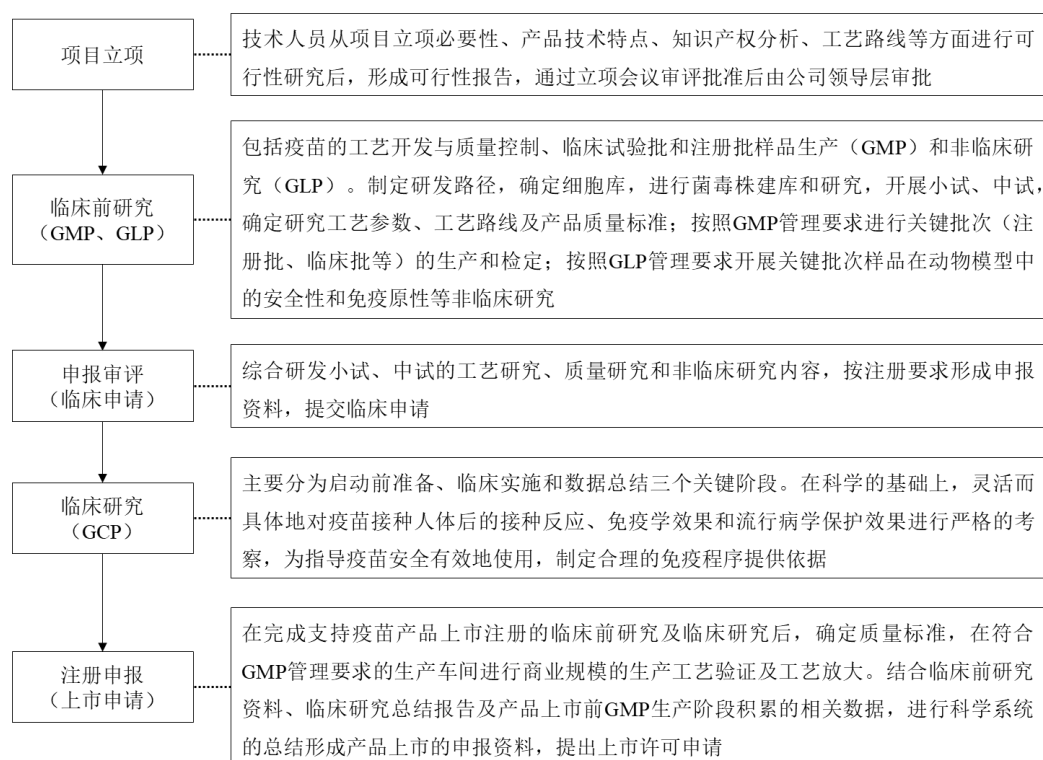 项目立项
技术人员从项目立项必要性、产品技术特点、知识产权分析、工艺路线等方面进行可
行性研究后，形成可行性报告，通过立项会议审评批准后由公司领导层审批
临床前研究
（GMP、GLP）
包括疫苗的工艺开发与质量控制、临床试验批和注册批样品生产（GMP）和非临床研
究（GLP）。制定研发路径，确定细胞库，进行菌毒株建库和研究，开展小试、中试，
确定研究工艺参数、工艺路线及产品质量标准；按照GMP管理要求进行关键批次（注
册批、临床批等）的生产和检定；按照GLP管理要求开展关键批次样品在动物模型中
的安全性和免疫原性等非临床研究
申报审评
（临床申请）
综合研发小试、中试的工艺研究、质量研究和非临床研究内容，按注册要求形成申报
资料，提交临床申请
临床研究
（GCP）
主要分为启动前准备、临床实施和数据总结三个关键阶段。在科学的基础上，灵活而
具体地对疫苗接种人体后的接种反应、免疫学效果和流行病学保护效果进行严格的考
察，为指导疫苗安全有效地使用，制定合理的免疫程序提供依据
注册申报
（上市申请）
在完成支持疫苗产品上市注册的临床前研究及临床研究后，确定质量标准，在符合
GMP管理要求的生产车间进行商业规模的生产工艺验证及工艺放大。结合临床前研究
资料、临床研究总结报告及产品上市前GMP生产阶段积累的相关数据，进行科学系统
的总结形成产品上市的申报资料，提出上市许可申请